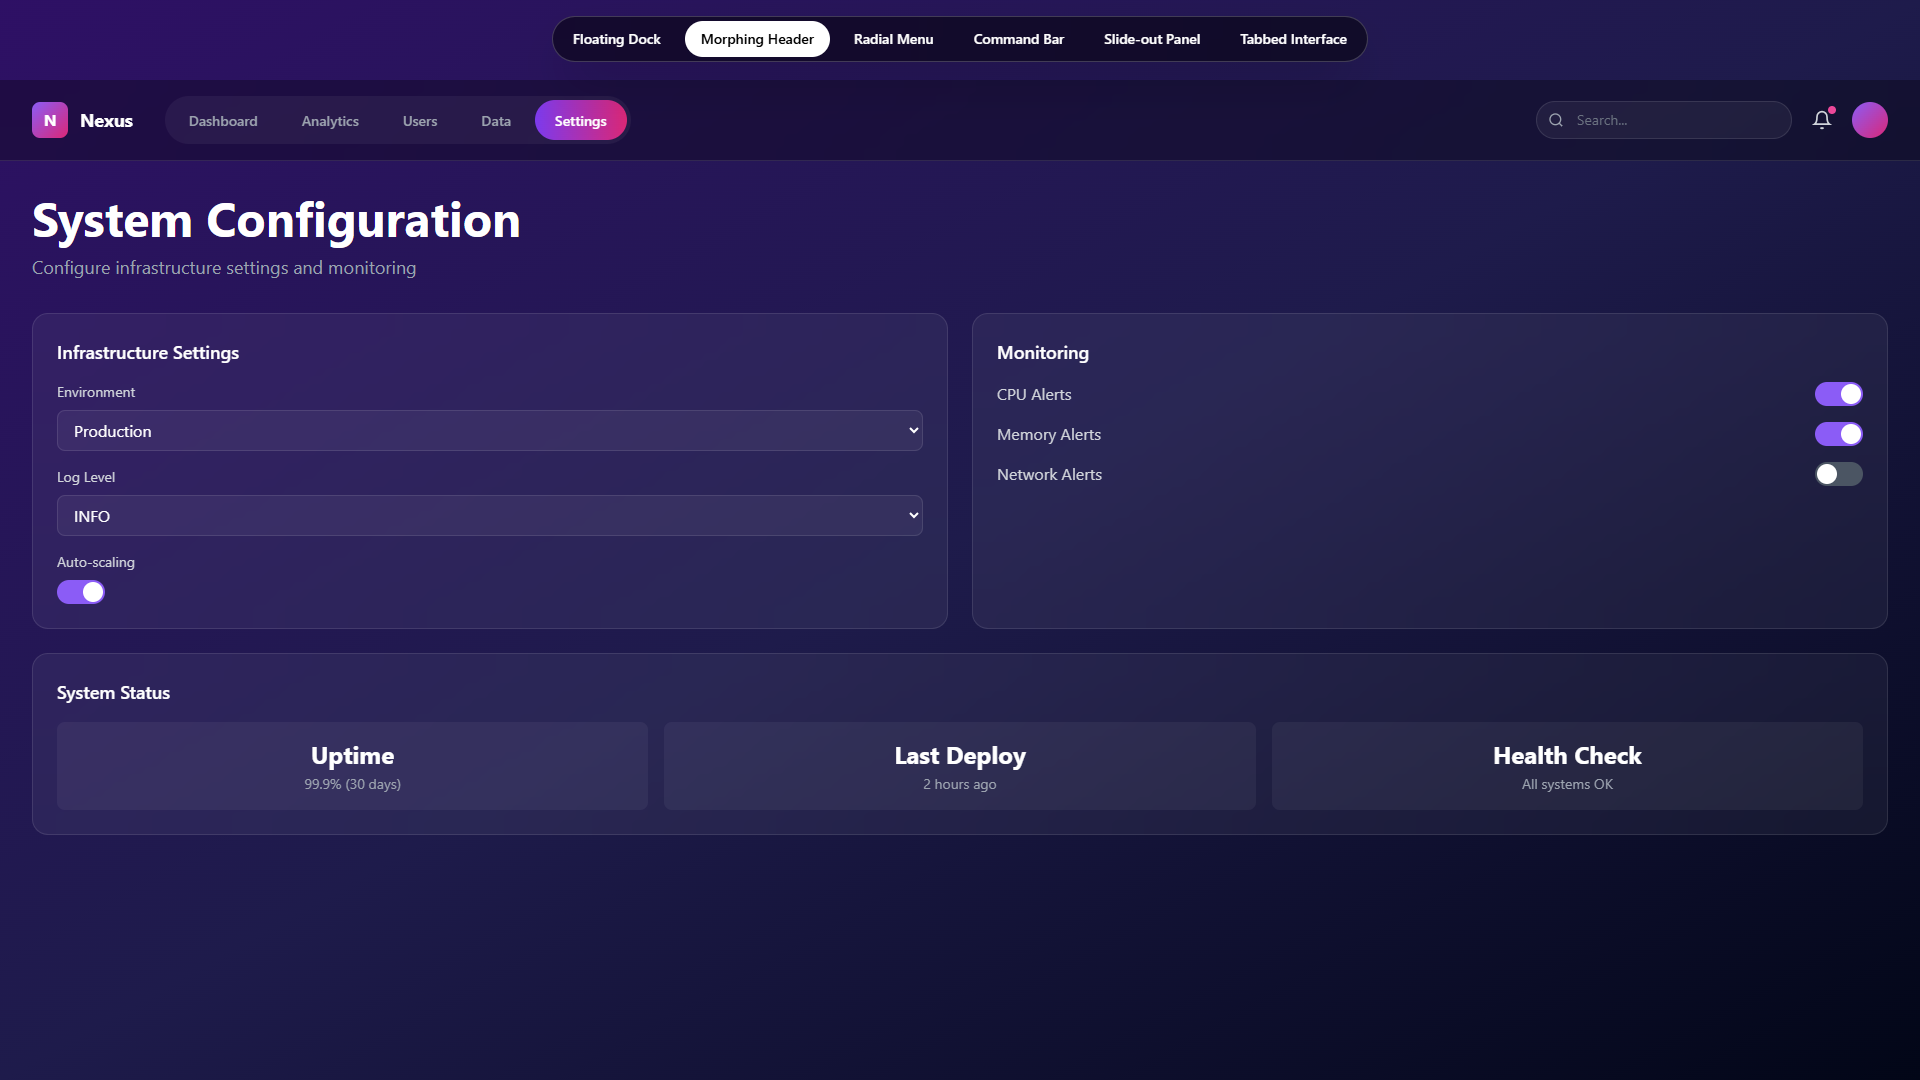 Floating Dock
Morphing Header
Radial Menu
Command Bar
Slide-out Panel
Tabbed Interface
N
Nexus
Dashboard
Analytics
Users
Data
Settings
Search...
System Configuration
Configure infrastructure settings and monitoring
Infrastructure Settings
Environment
Production
Log Level
INFO
Auto-scaling
Monitoring
CPU Alerts
Memory Alerts
Network Alerts
System Status
Uptime
99.9% (30 days)
Last Deploy
2 hours ago
Health Check
All systems OK